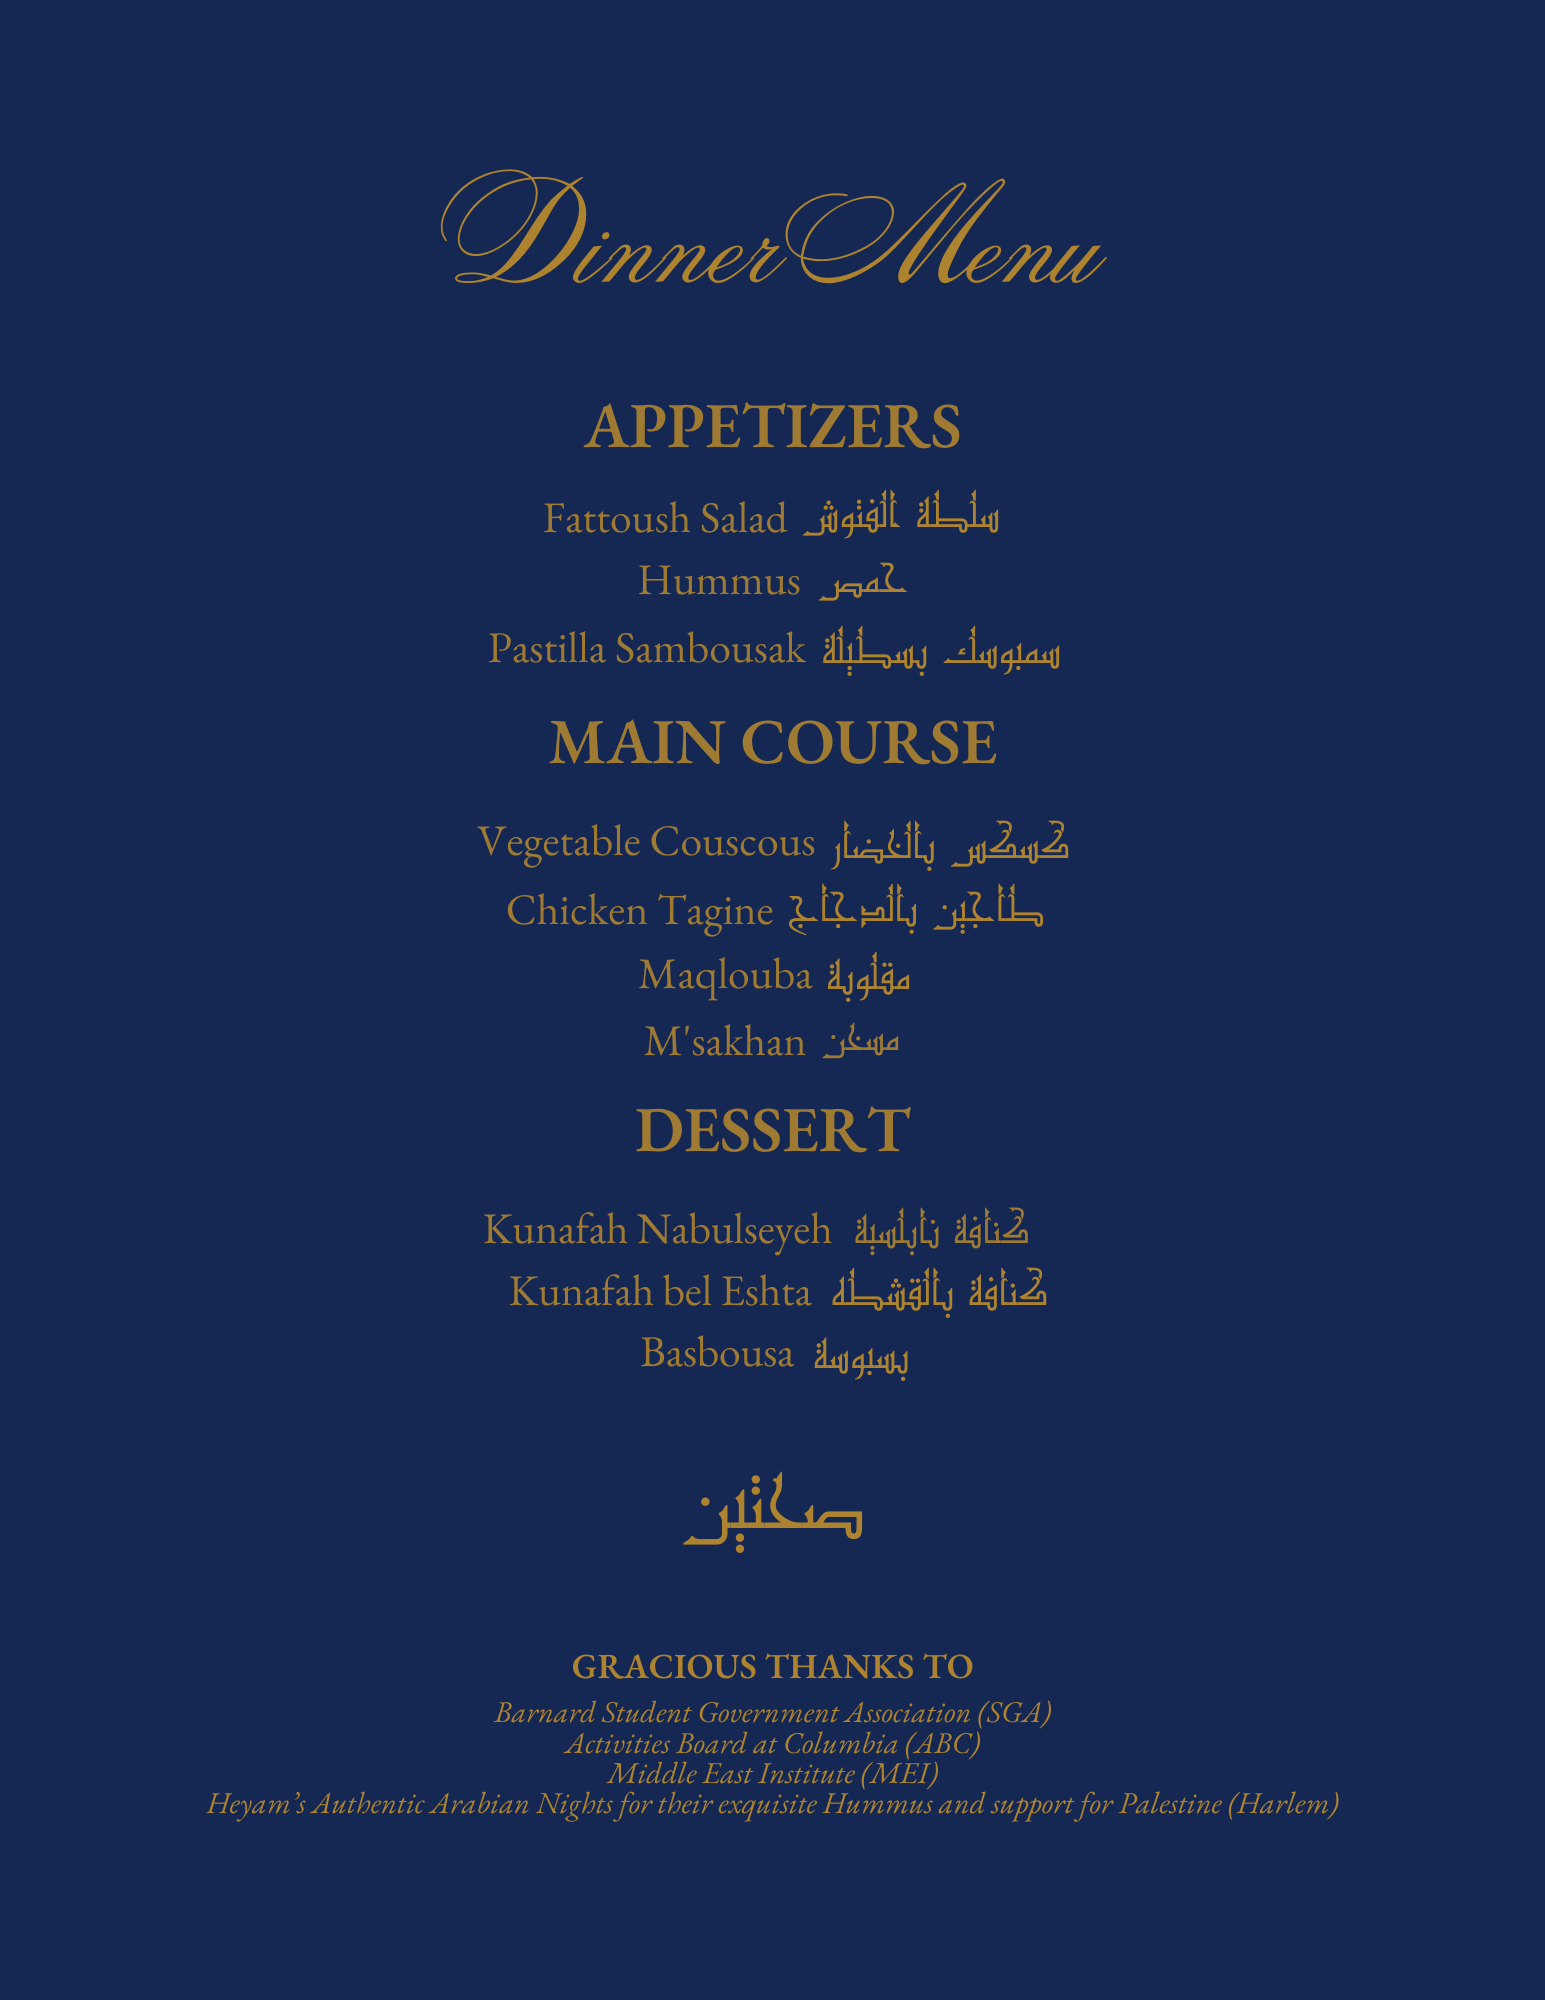 Dinner Menu
APPETIZERS
Fattoush Salad سلطة الفتوش
Hummus حمص
Pastilla Sambousak سمبوسك بسطيلة
MAIN COURSE
Vegetable Couscous كسكس بالخضار
Chicken Tagine طاجين بالدجاج
Maqlouba مقلوبة
M'sakhan مسخن
DESSERT
Kunafah Nabulseyeh كنافة نابلسية
Kunafah bel Eshta كنافة بالقشطه
Basbousa بسبوسة
صحتين
GRACIOUS THANKS TO
Barnard Student Government Association (SGA)
Activities Board at Columbia (ABC)
Middle East Institute (MEI)
Heyam’s Authentic Arabian Nights for their exquisite Hummus and support for Palestine (Harlem)